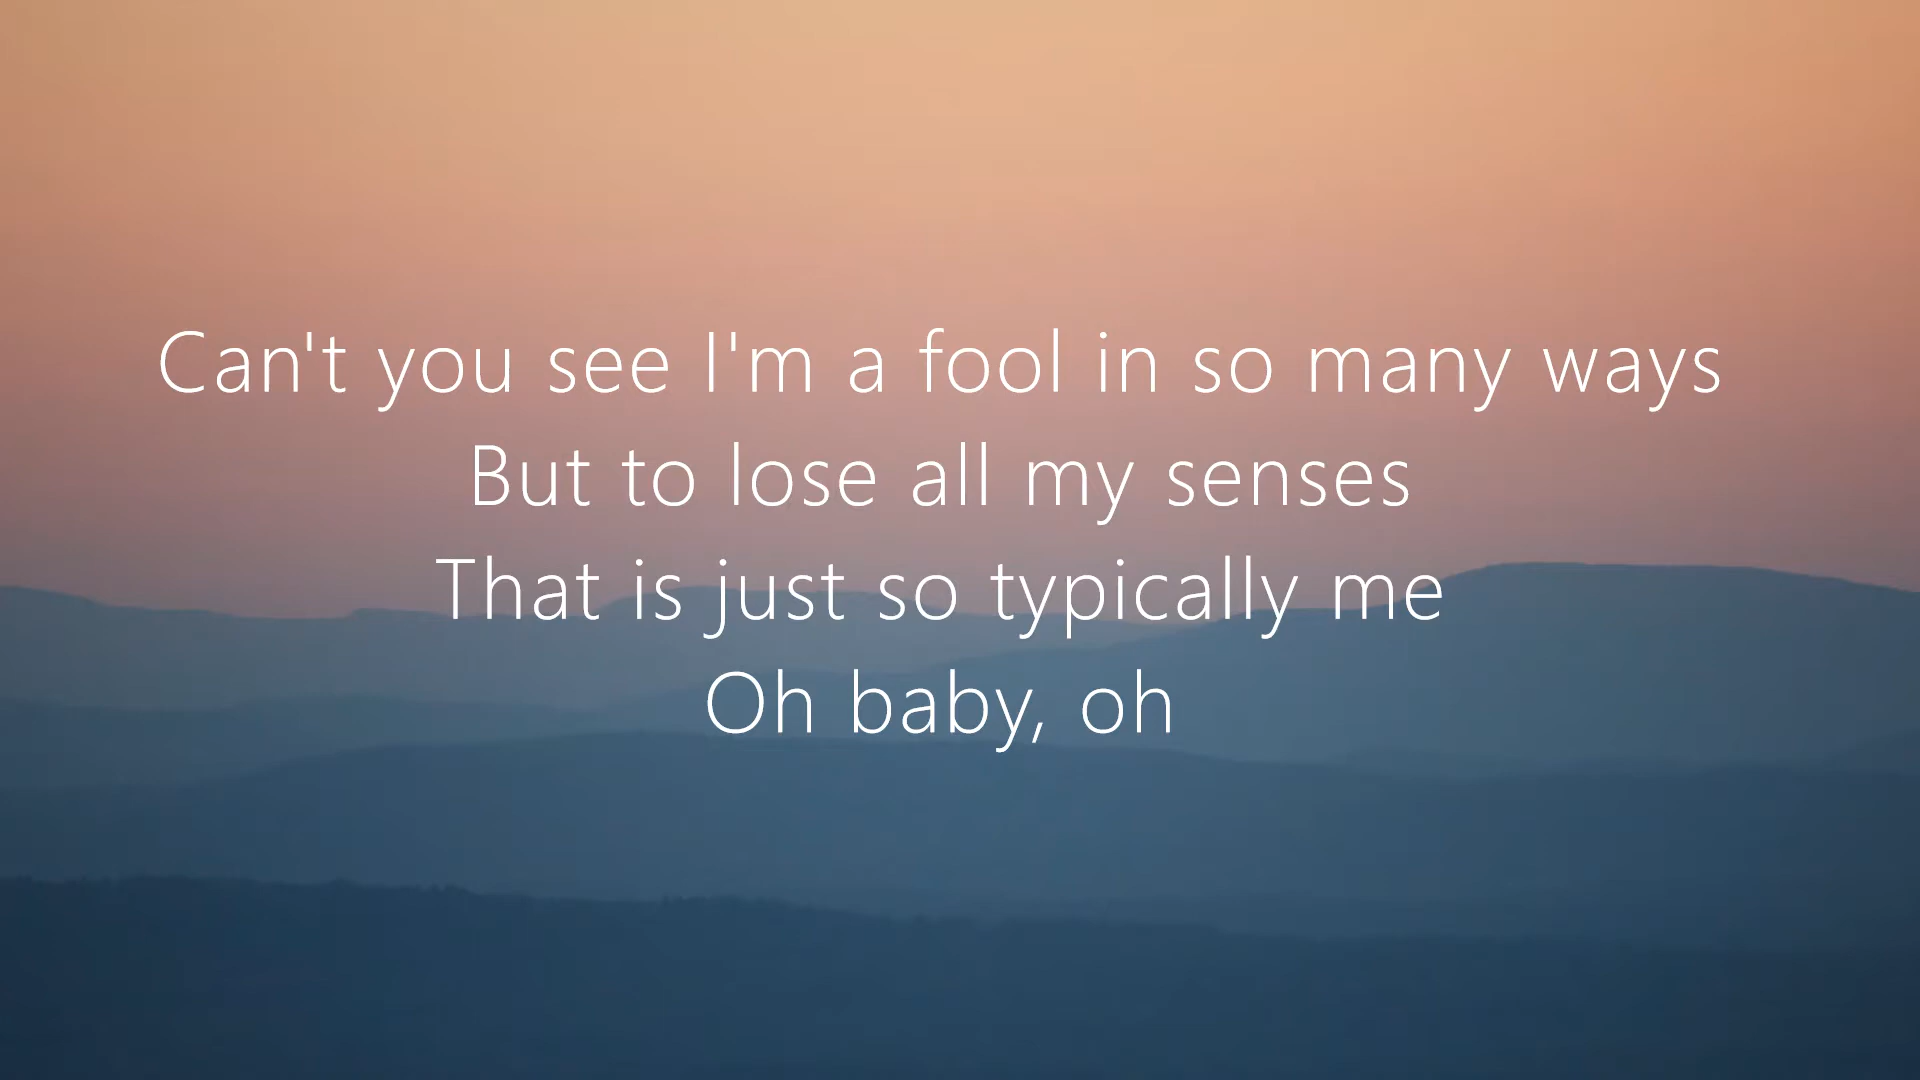 Can't you see I'm a fool in so many ways
But to lose all my senses
That is just so typically me
Oh baby, oh